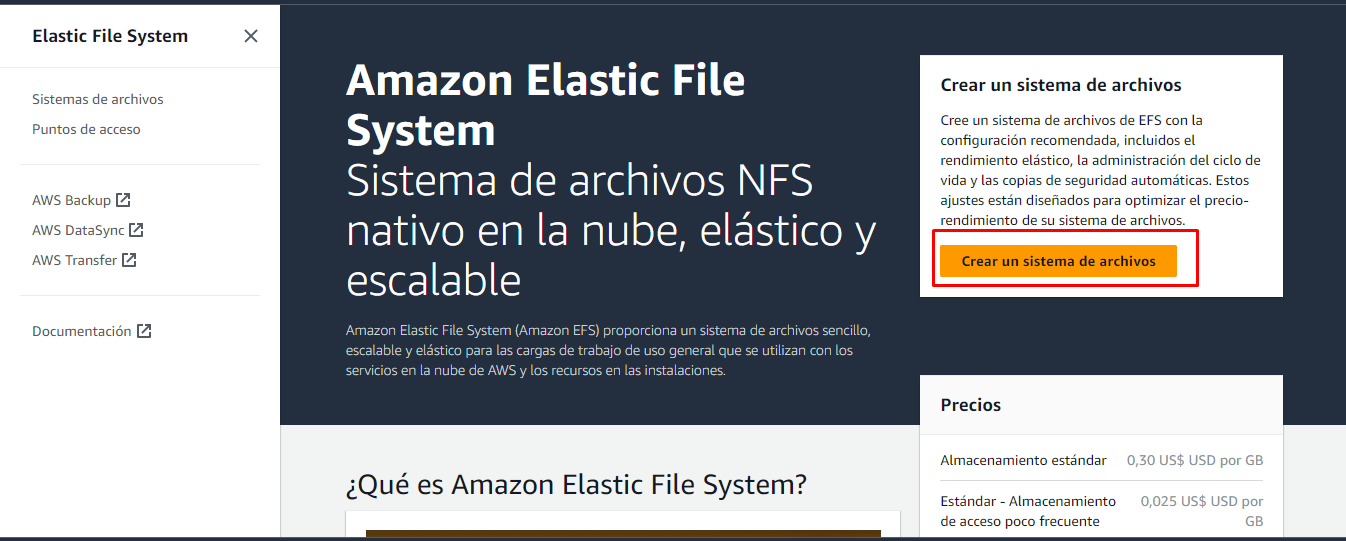 Elastic File System
Sistemas de archivos
Puntos de acceso
AWS Backup
AWS DataSync
AWS Transfer
Documentación
Amazon Elastic File
System
Sistema de archivos NFS
nativo en la nube, elástico y
escalable
Amazon Elastic File System (Amazon EFS) proporciona un sistema de archivos sencillo,
escalable y elástico para las cargas de trabajo de uso general que se utilizan con los
servicios en la nube de AWS y los recursos en las instalaciones.
Crear un sistema de archivos
Cree un sistema de archivos de EFS con la
configuración recomendada, incluidos el
rendimiento elástico, la administración del ciclo de
vida y las copias de seguridad automáticas. Estos
ajustes están diseñados para optimizar el precio-
rendimiento de su sistema de archivos.
Crear un sistema de archivos
¿Qué es Amazon Elastic File System?
Precios
Almacenamiento estándar 0,30 US$ USD por GB
Estándar - Almacenamiento 0,025 US$ USD por
de acceso poco frecuente GB